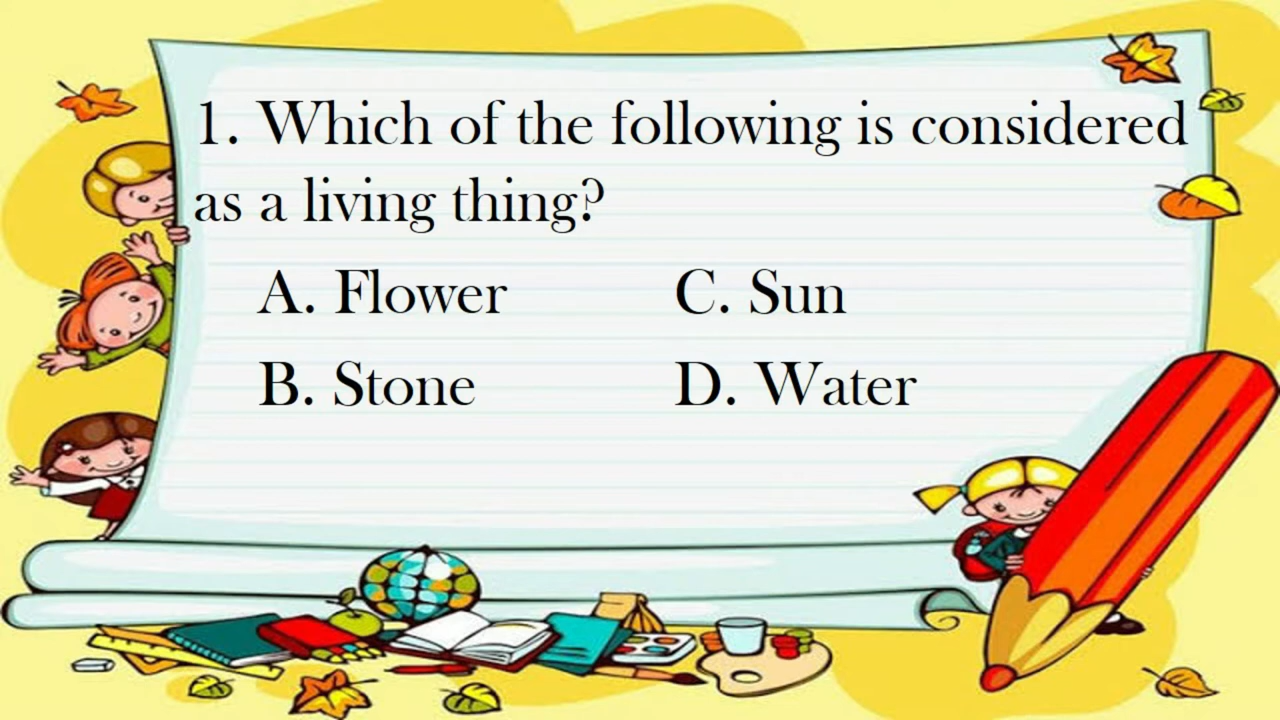 1. Which of the following is considered
as a living thing?
A. Flower C. Sun
B. Stone D. Water